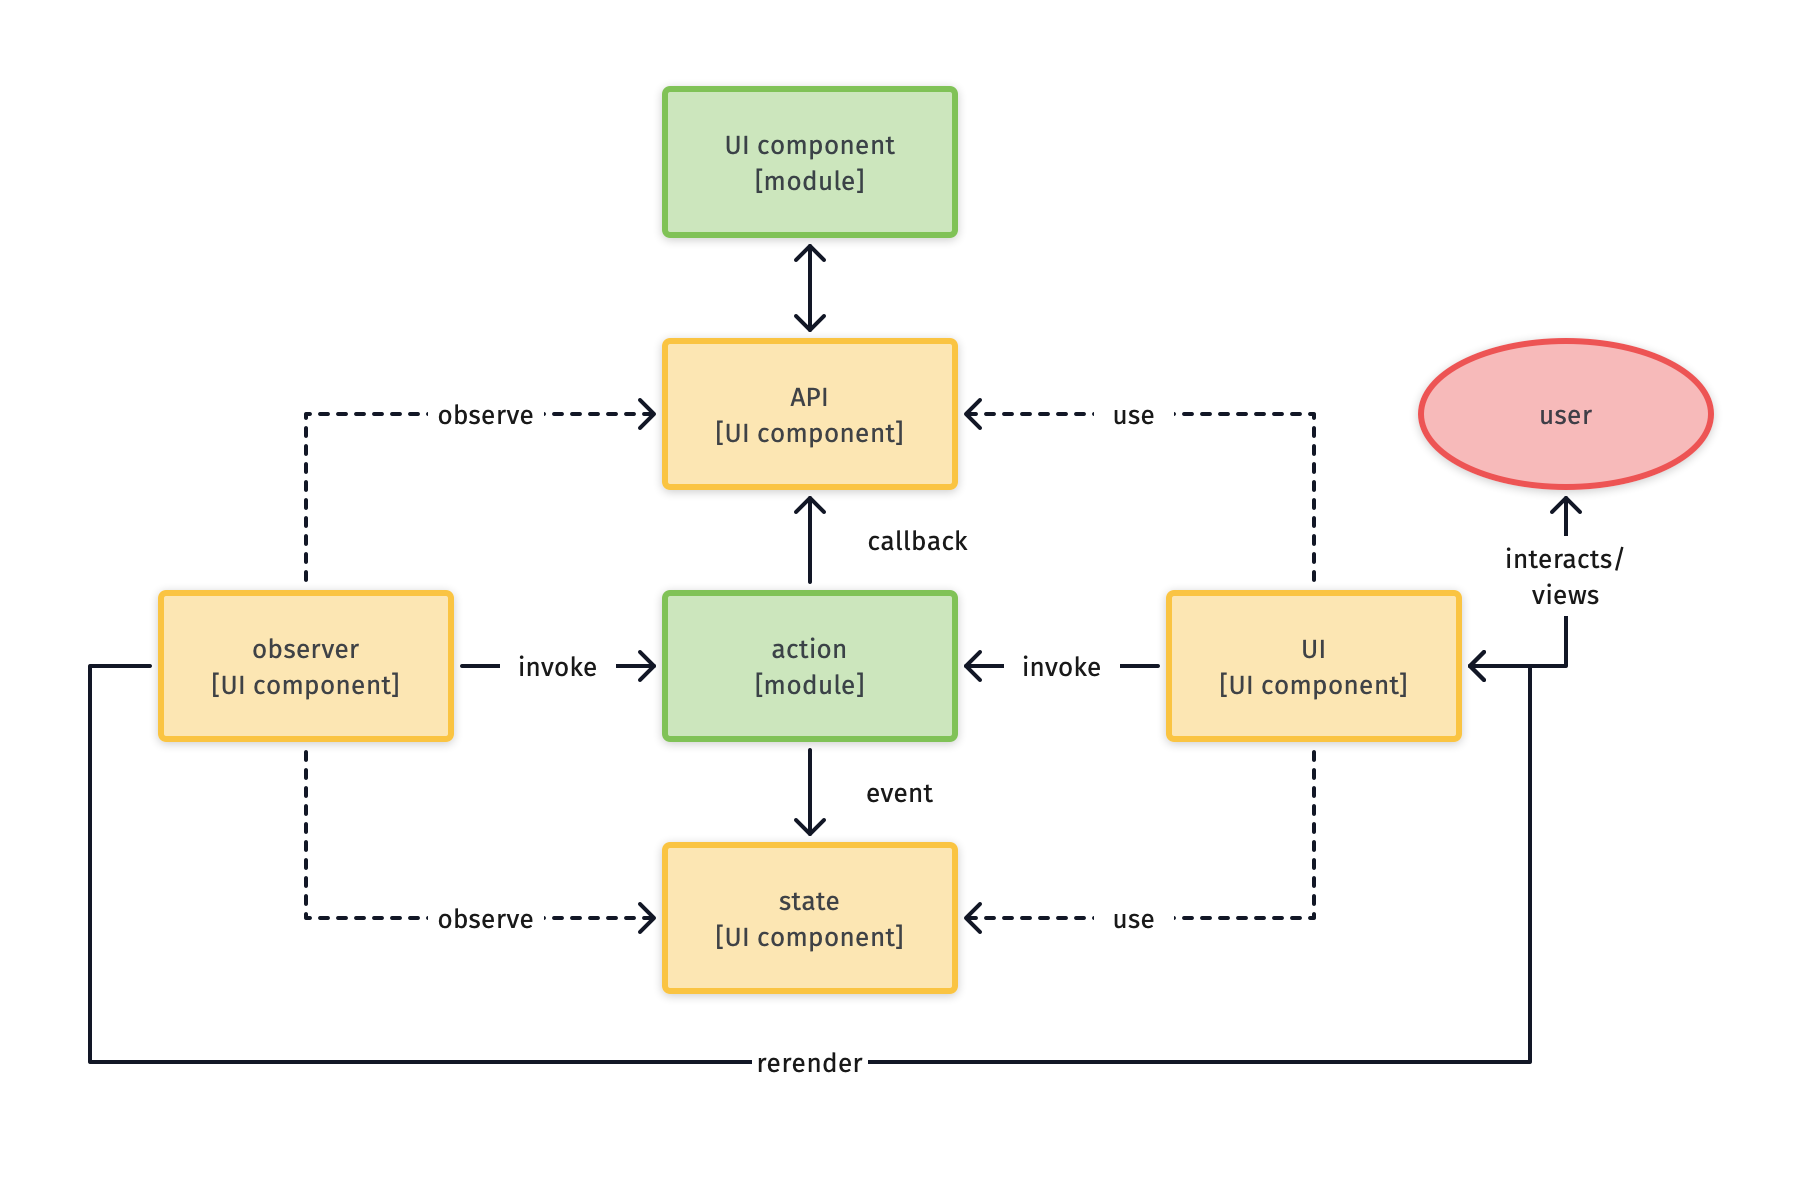 UI component
[module]
API
[UI component]
observe
use
user
callback
interacts/
views
observer
[UI component]
invoke
action
[module]
invoke
UI
[UI component]
event
state
[UI component]
observe
use
rerender